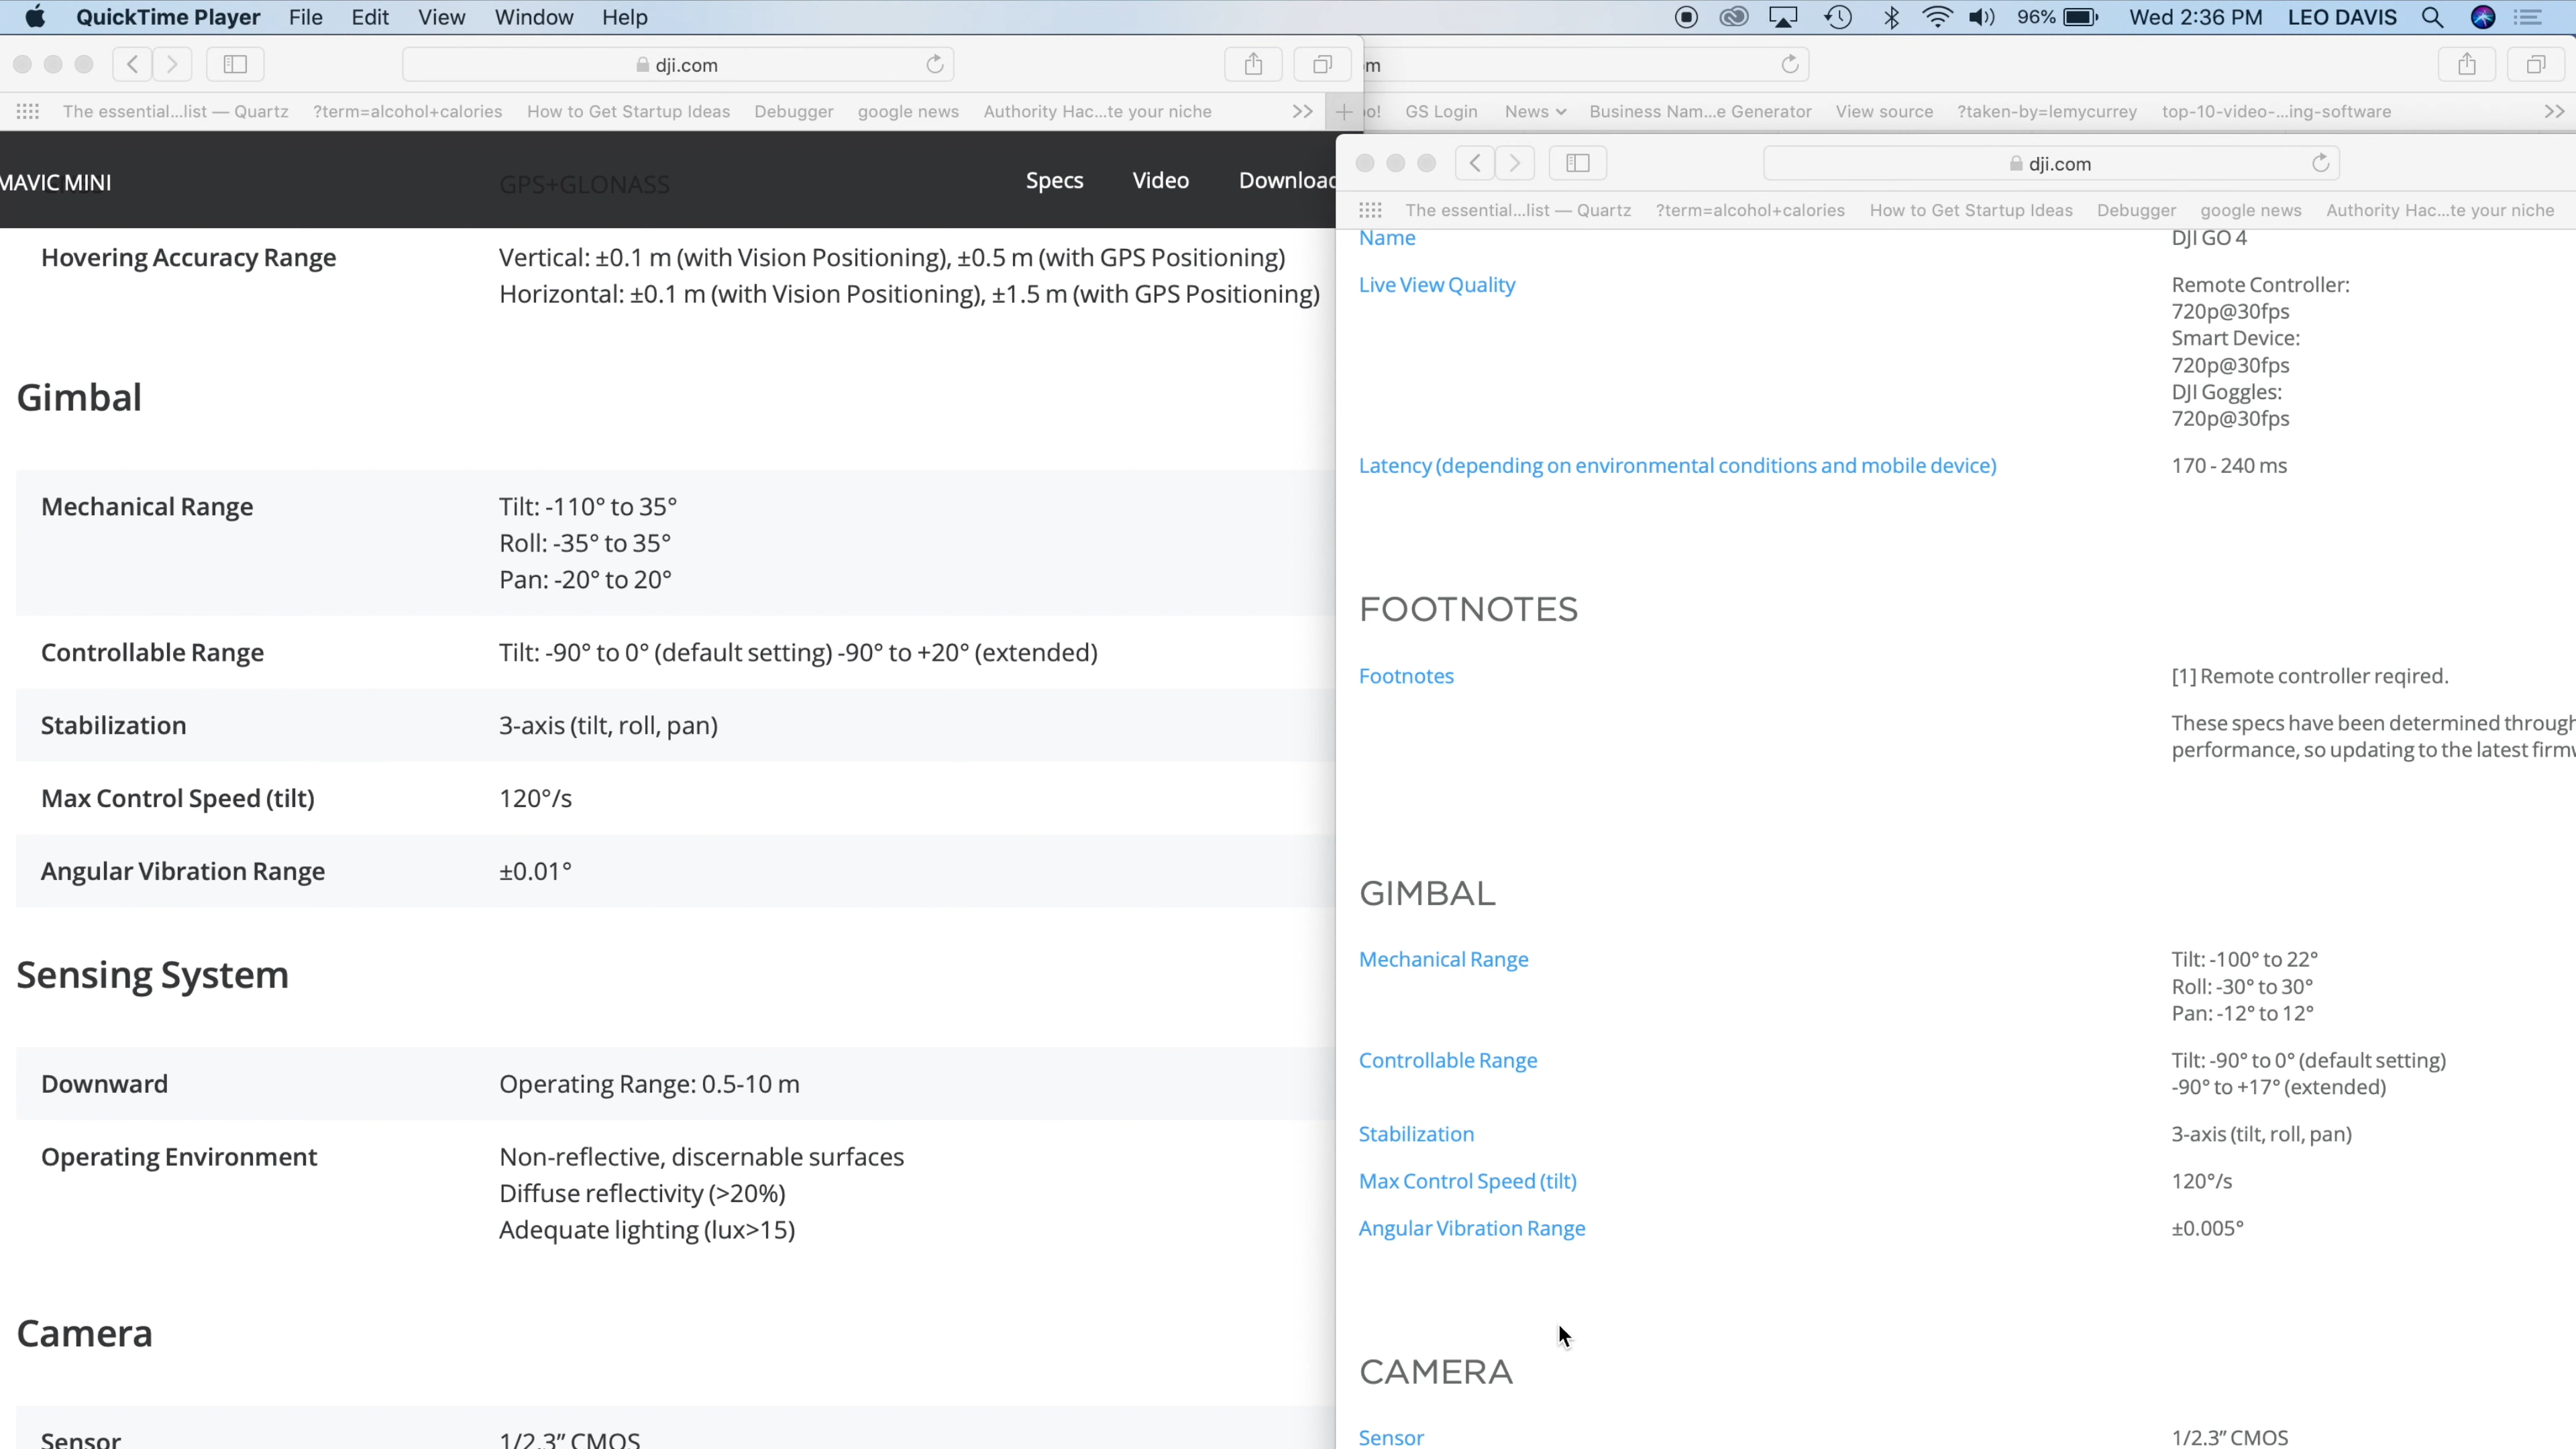 QuickTime Player File Edit View Window Help
96% Wed 2:36 PM LEO DAVIS
dji.com
The essential...list — Quartz ?term=alcohol+calories How to Get Startup Ideas Debugger google news Authority Hac...te your niche
MAVIC MINI GPS+GLONASS Specs Video Download
Hovering Accuracy Range Vertical: ±0.1 m (with Vision Positioning), ±0.5 m (with GPS Positioning)
Horizontal: ±0.1 m (with Vision Positioning), ±1.5 m (with GPS Positioning)
Gimbal
Mechanical Range Tilt: -110° to 35°
Roll: -35° to 35°
Pan: -20° to 20°
Controllable Range Tilt: -90° to 0° (default setting) -90° to +20° (extended)
Stabilization 3-axis (tilt, roll, pan)
Max Control Speed (tilt) 120°/s
Angular Vibration Range ±0.01°
Sensing System
Downward Operating Range: 0.5-10 m
Operating Environment Non-reflective, discernable surfaces
Diffuse reflectivity (>20%)
Adequate lighting (lux>15)
Camera
Sensor 1/2.3” CMOS
m
oo! GS Login News Business Nam...e Generator View source ?taken-by=lemycurrey top-10-video-...ing-software
dji.com
The essential...list — Quartz ?term=alcohol+calories How to Get Startup Ideas Debugger google news Authority Hac...te your niche
Name DJI GO 4
Live View Quality Remote Controller:
720p@30fps
Smart Device:
720p@30fps
DJI Goggles:
720p@30fps
Latency (depending on environmental conditions and mobile device) 170 - 240 ms
FOOTNOTES
Footnotes [1] Remote controller reqired.
These specs have been determined through
performance, so updating to the latest firmw
GIMBAL
Mechanical Range Tilt: -100° to 22°
Roll: -30° to 30°
Pan: -12° to 12°
Controllable Range Tilt: -90° to 0° (default setting)
-90° to +17° (extended)
Stabilization 3-axis (tilt, roll, pan)
Max Control Speed (tilt) 120°/s
Angular Vibration Range ±0.005°
CAMERA
Sensor 1/2.3” CMOS